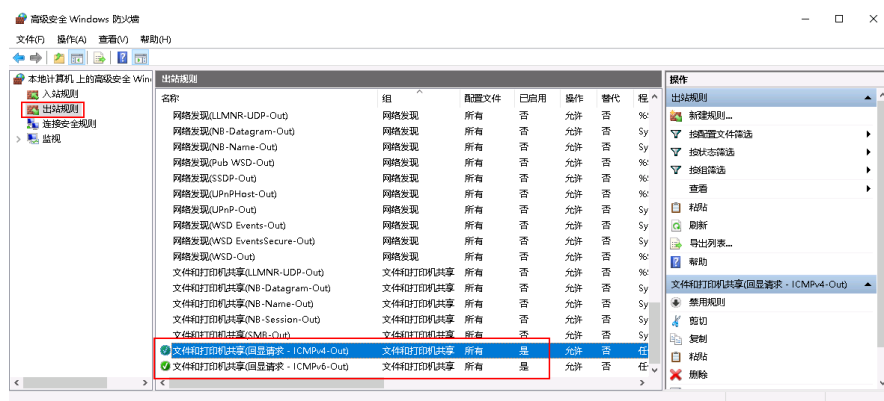 高级安全 Windows 防火墙
文件(F) 操作(A) 查看(V) 帮助(H)
本地计算机 上的高级安全 Win
入站规则
出站规则
连接安全规则
监视
出站规则
名称 组 配置文件 已启用 操作 替代 程
网络发现(LLMNR-UDP-Out) 网络发现 所有 否 允许 否 %
网络发现(NB-Datagram-Out) 网络发现 所有 否 允许 否 Sy
网络发现(NB-Name-Out) 网络发现 所有 否 允许 否 Sy
网络发现(Pub WSD-Out) 网络发现 所有 否 允许 否 %
网络发现(SSDP-Out) 网络发现 所有 否 允许 否 %
网络发现(UPnPHost-Out) 网络发现 所有 否 允许 否 %
网络发现(UPnP-Out) 网络发现 所有 否 允许 否 Sy
网络发现(WSD Events-Out) 网络发现 所有 否 允许 否 Sy
网络发现(WSD EventsSecure-Out) 网络发现 所有 否 允许 否 Sy
网络发现(WSD-Out) 网络发现 所有 否 允许 否 %
文件和打印机共享(LLMNR-UDP-Out) 文件和打印机共享 所有 否 允许 否 %
文件和打印机共享(NB-Datagram-Out) 文件和打印机共享 所有 否 允许 否 Sy
文件和打印机共享(NB-Name-Out) 文件和打印机共享 所有 否 允许 否 Sy
文件和打印机共享(NB-Session-Out) 文件和打印机共享 所有 否 允许 否 Sy
文件和打印机共享(SMB-Out) 文件和打印机共享 所有 否 允许 否 Sy
文件和打印机共享(回显请求 - ICMPv4-Out) 文件和打印机共享 所有 是 允许 否 任
文件和打印机共享(回显请求 - ICMPv6-Out) 文件和打印机共享 所有 是 允许 否 任
操作
出站规则
新建规则...
按配置文件筛选
按状态筛选
按组筛选
查看
粘贴
刷新
导出列表...
帮助
文件和打印机共享(回显请求 - ICMPv4-Out)
禁用规则
剪切
复制
粘贴
删除